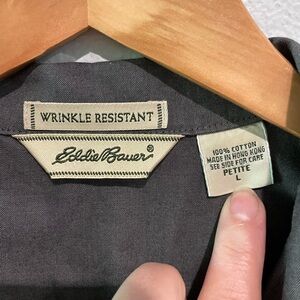 WRINKLE RESISTANT
Eddie Bauer®
100% COTTON
MADE IN HONG KONG
SEE SIDE FOR CARE
PETITE
L